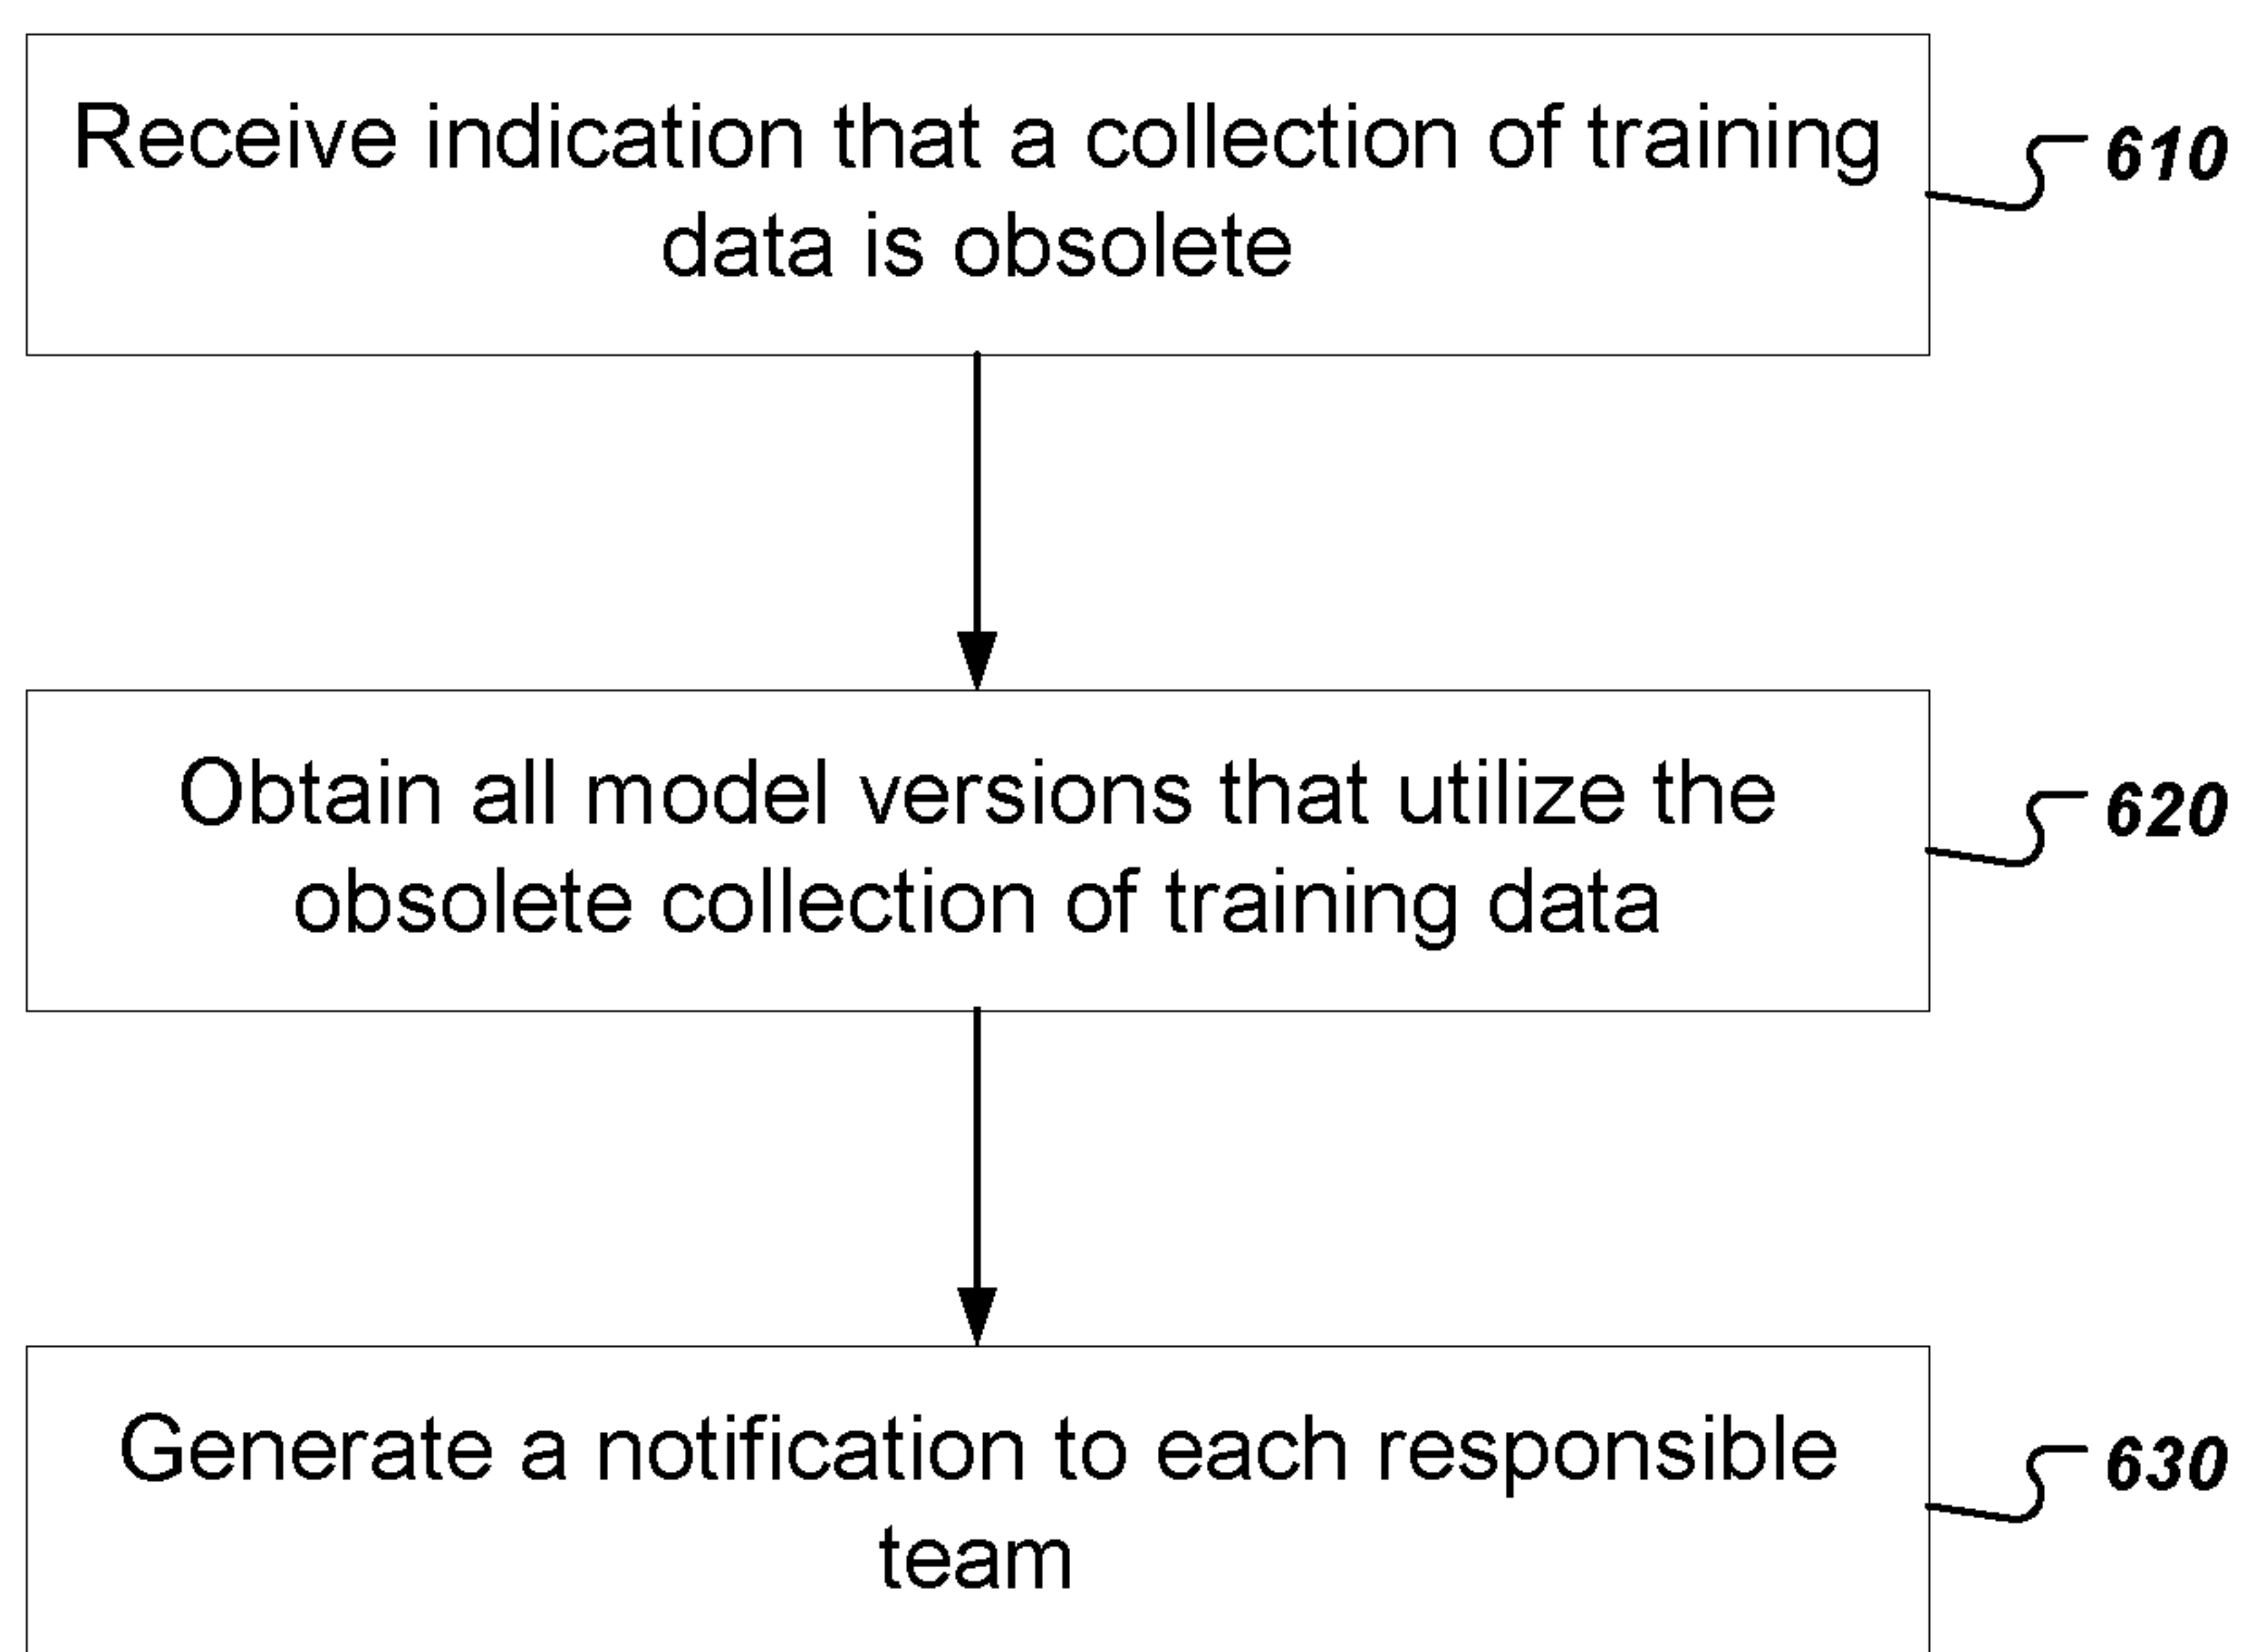 Receive indication that a collection of training
data is obsolete
610
Obtain all model versions that utilize the
obsolete collection of training data
620
Generate a notification to each responsible
team
630